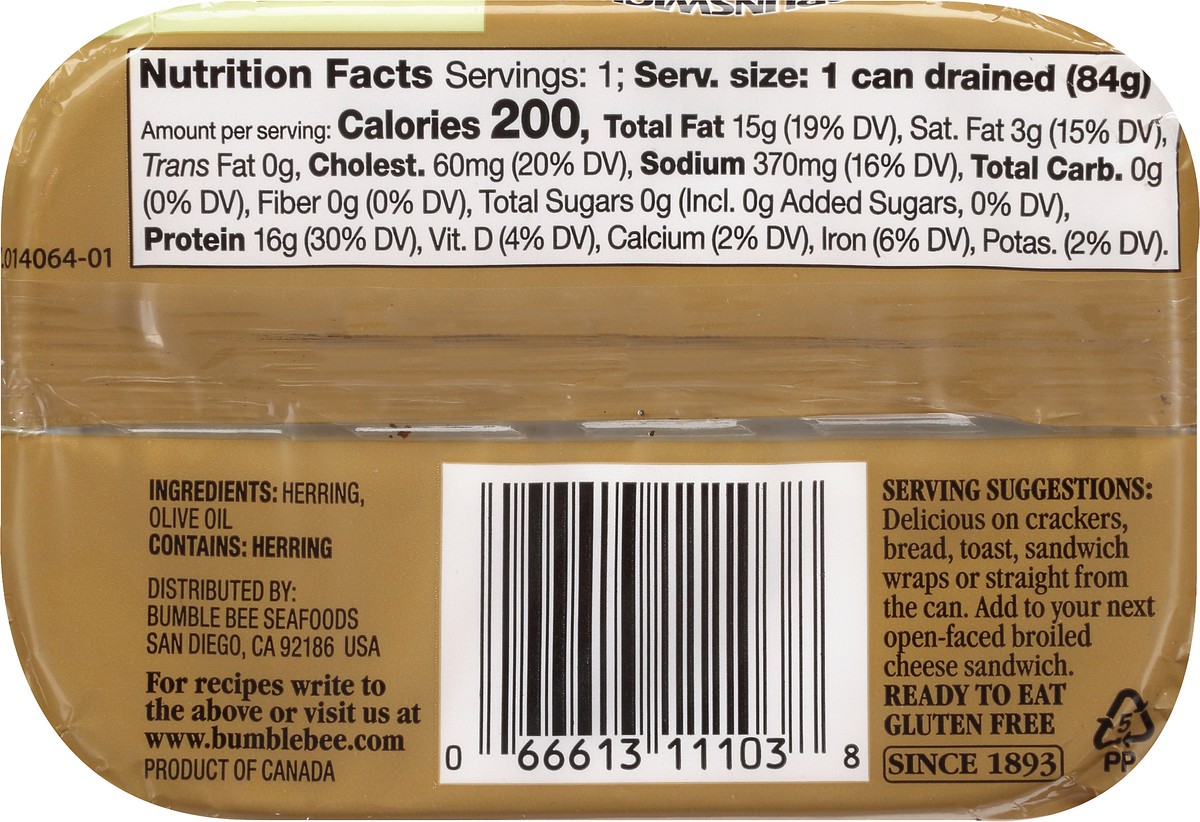 Nutrition Facts Servings: 1; Serv. size: 1 can drained (84g)
Amount per serving: Calories 200, Total Fat 15g (19% DV), Sat. Fat 3g (15% DV),
Trans Fat 0g, Cholest. 60mg (20% DV), Sodium 370mg (16% DV), Total Carb. 0g
(0% DV), Fiber 0g (0% DV), Total Sugars 0g (Incl. 0g Added Sugars, 0% DV),
Protein 16g (30% DV), Vit. D (4% DV), Calcium (2% DV), Iron (6% DV), Potas. (2% DV).
014064-01
INGREDIENTS: HERRING,
OLIVE OIL
CONTAINS: HERRING
DISTRIBUTED BY:
BUMBLE BEE SEAFOODS
SAN DIEGO, CA 92186 USA
For recipes write to
the above or visit us at
www.bumblebee.com
PRODUCT OF CANADA
0 66613 11103 8
SERVING SUGGESTIONS:
Delicious on crackers,
bread, toast, sandwich
wraps or straight from
the can. Add to your next
open-faced broiled
cheese sandwich.
READY TO EAT
GLUTEN FREE
SINCE 1893
5
PP